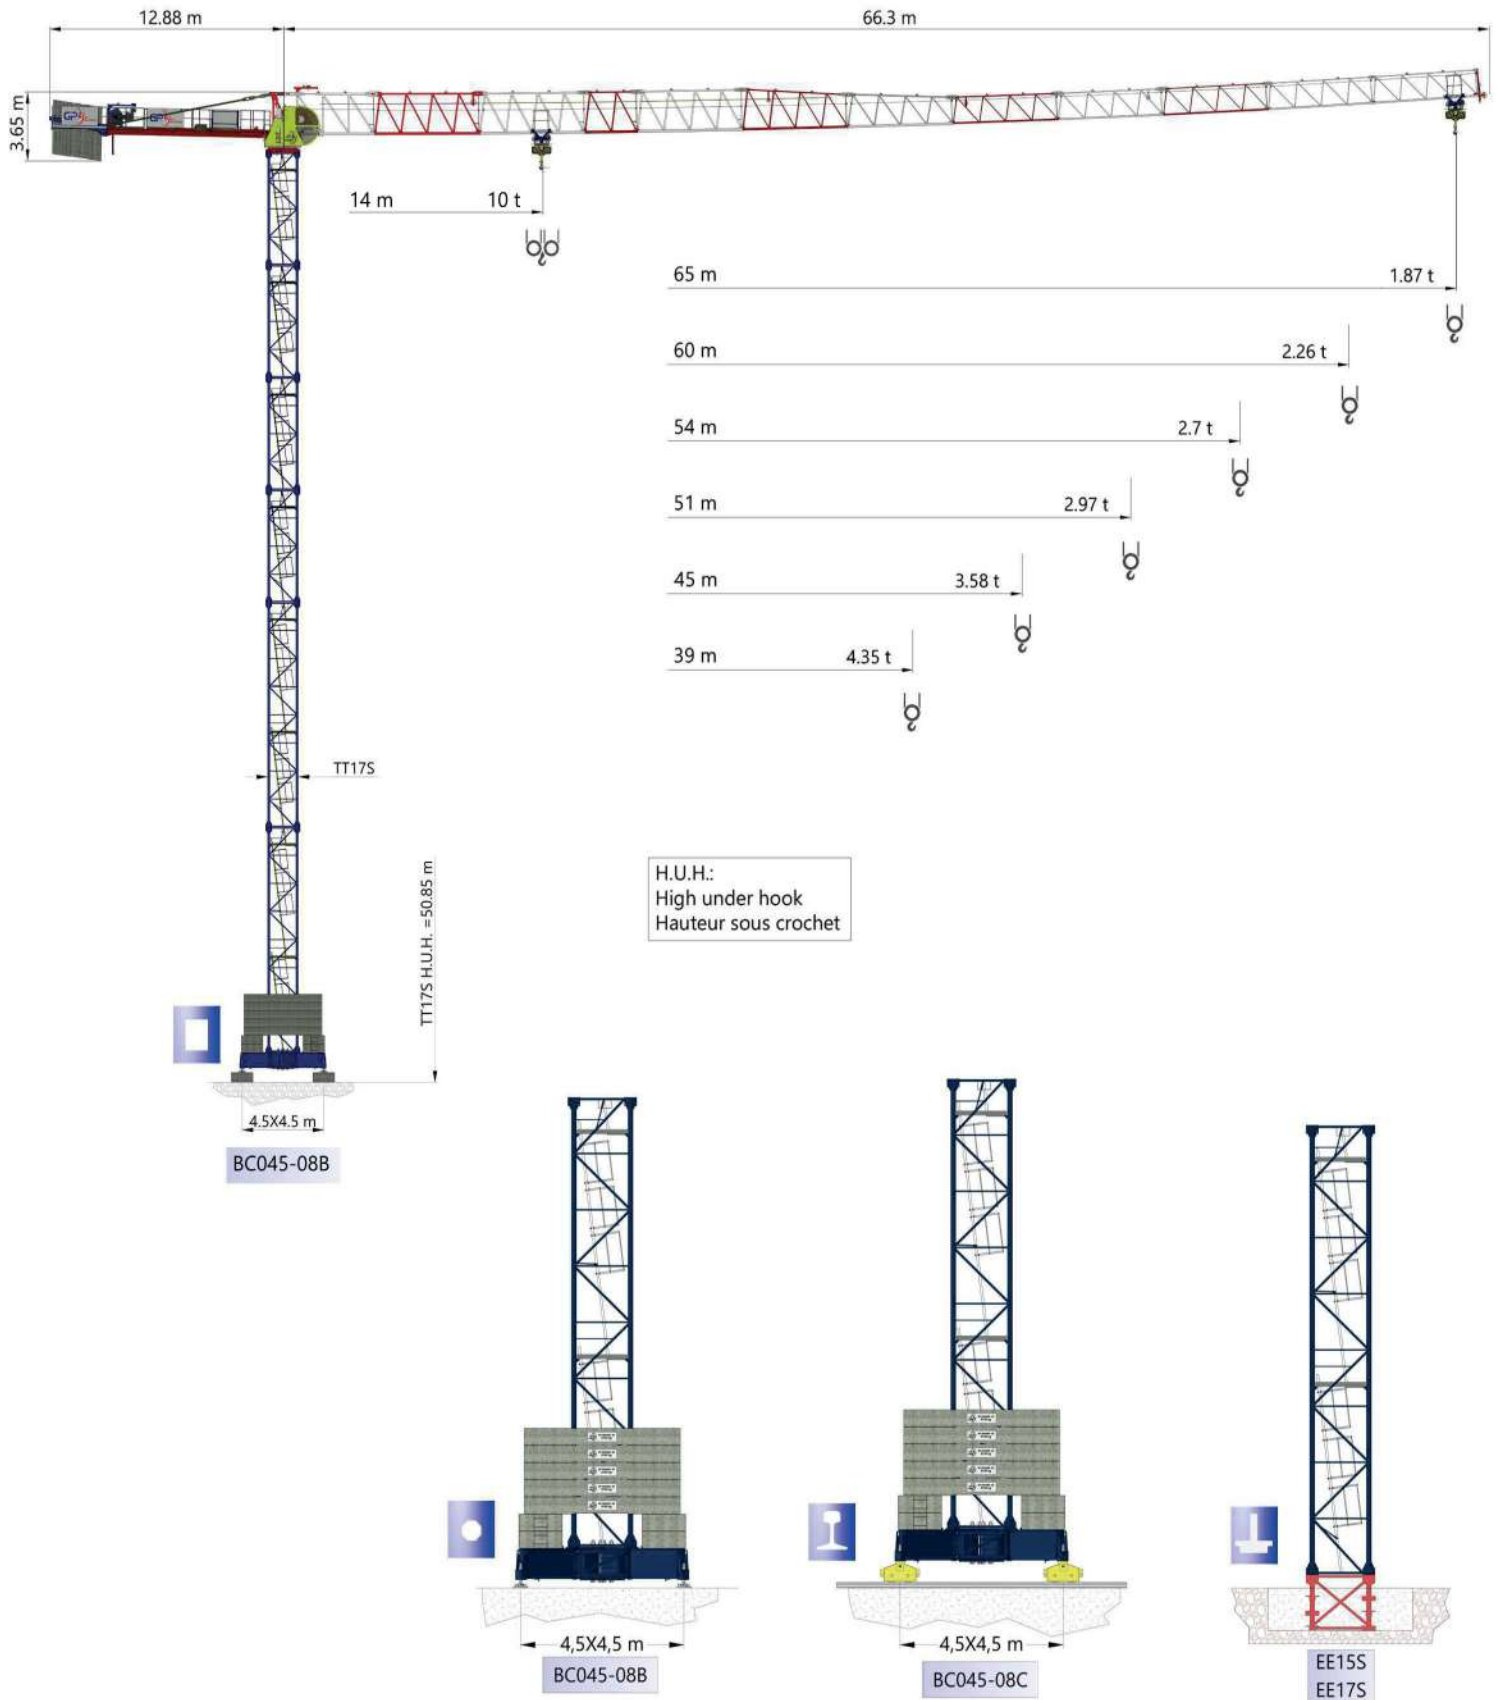 12.88 m
66.3 m
3.65 m
14 m 10 t
65 m 1.87 t
60 m 2.26 t
54 m 2.7 t
51 m 2.97 t
45 m 3.58 t
39 m 4.35 t
TT17S
TT17S H.U.H. =50.85 m
H.U.H.:
High under hook
Hauteur sous crochet
4.5X4.5 m
BC045-08B
4,5X4,5 m
BC045-08B
4,5X4,5 m
BC045-08C
EE15S
EE17S